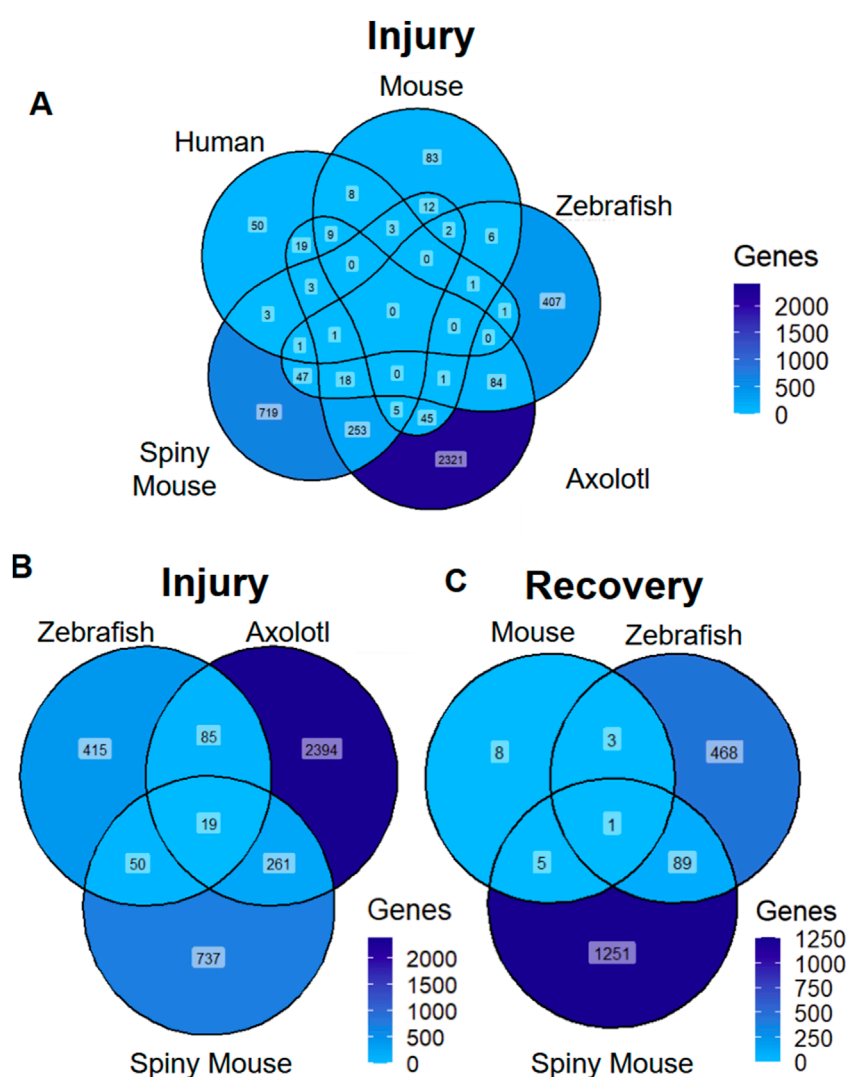 Injury
A
Mouse
Human
83
8
Zebrafish
12
50
3
2
6
9
19
0
0
Genes
3
1
407
2000
3
0
1
1500
0
1
0
1000
1
500
47
18
0
1
84
0
719
5
45
253
2321
Spiny
Mouse
Axolotl
B
Injury
C
Recovery
Zebrafish
Axolotl
Mouse
Zebrafish
85
3
415
2394
8
468
19
1
50
261
5
89
Genes
Genes
737
2000
1251
1250
1000
1500
750
1000
500
500
250
0
0
Spiny Mouse
Spiny Mouse